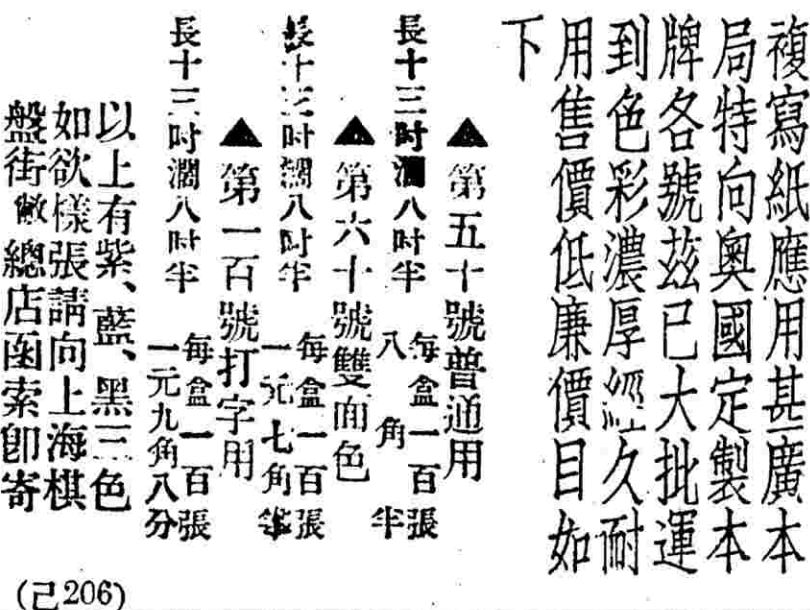 複寫紙應用甚廣本
局特向奧國定製本
牌各號茲已大批運
到色彩濃厚經久耐
用售價低廉價目如
下
▲第五十號普通用
長十三吋濶八吋半
每盒一百張
八角半
▲第六十號雙面色
長十三吋濶八吋半
每盒一百張
一元七角半
▲第一百號打字用
長十三吋濶八吋半
每盒一百張
一元九角八分
以上有紫、藍、黑三色
如欲樣張請向上海棋
盤街敝總店函索卽寄
(己206)